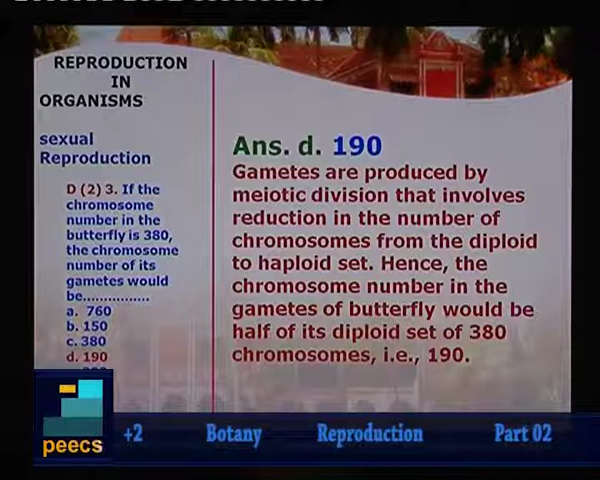 REPRODUCTION
IN
ORGANISMS
sexual
Reproduction
D (2) 3. If the
chromosome
number in the
butterfly is 380,
the chromosome
number of its
gametes would
be................
a. 760
b. 150
c. 380
d. 190
Ans. d. 190
Gametes are produced by
meiotic division that involves
reduction in the number of
chromosomes from the diploid
to haploid set. Hence, the
chromosome number in the
gametes of butterfly would be
half of its diploid set of 380
chromosomes, i.e., 190.
peecs
+2 Botany Reproduction Part 02